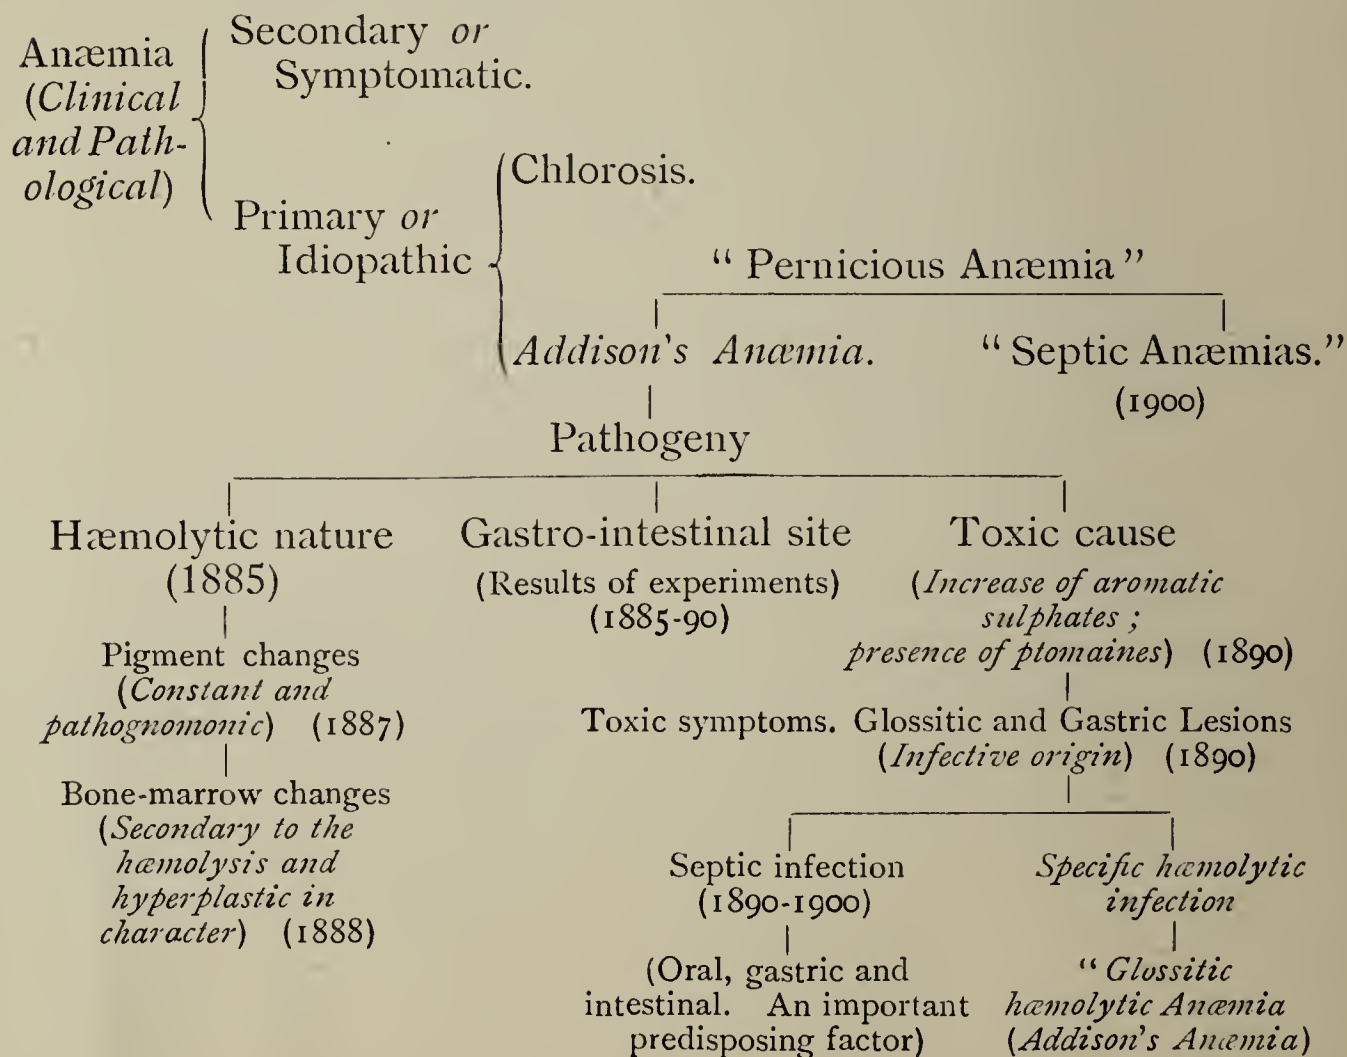 Anæmia
(Clinical
and Path-
ological)
Secondary or
Symptomatic.
Primary or
Idiopathic
Chlorosis.
“ Pernicious Anæmia ”
Addison's Anæmia.
“ Septic Anæmias.”
(1900)
Pathogeny
Hæmolytic nature
(1885)
Pigment changes
(Constant and
pathognomonic) (1887)
Bone-marrow changes
(Secondary to the
hæmolysis and
hyperplastic in
character) (1888)
Gastro-intestinal site
(Results of experiments)
(1885-90)
Toxic cause
(Increase of aromatic
sulphates ;
presence of ptomaines) (1890)
Toxic symptoms. Glossitic and Gastric Lesions
(Infective origin) (1890)
Septic infection
(1890-1900)
(Oral, gastric and
intestinal. An important
predisposing factor)
Specific hæmolytic
infection
“ Glossitic
hæmolytic Anæmia
(Addison's Anæmia)